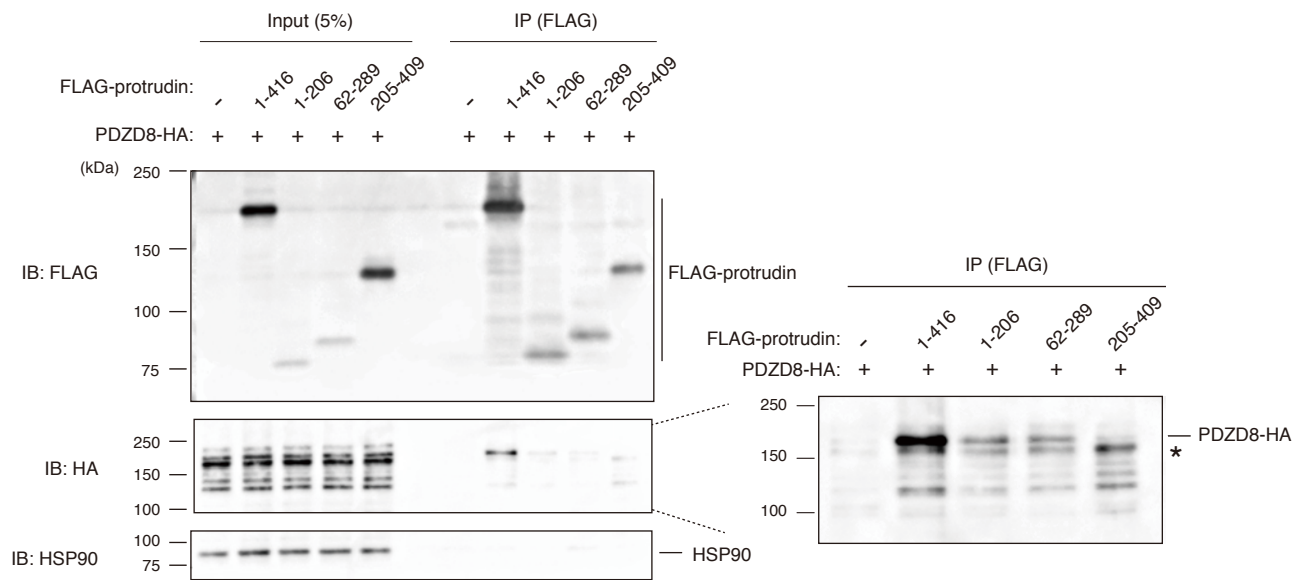 Input (5%)
IP (FLAG)
FLAG-protrudin: - 1-416 1-206 62-289 205-409 - 1-416 1-206 62-289 205-409
PDZD8-HA: + + + + + + + + + +
(kDa)
250
150
100
75
IB: FLAG
FLAG-protrudin
250
150
100
IB: HA
100
75
IB: HSP90
HSP90
IP (FLAG)
FLAG-protrudin: - 1-416 1-206 62-289 205-409
PDZD8-HA: + + + + +
250
150
100
PDZD8-HA
*